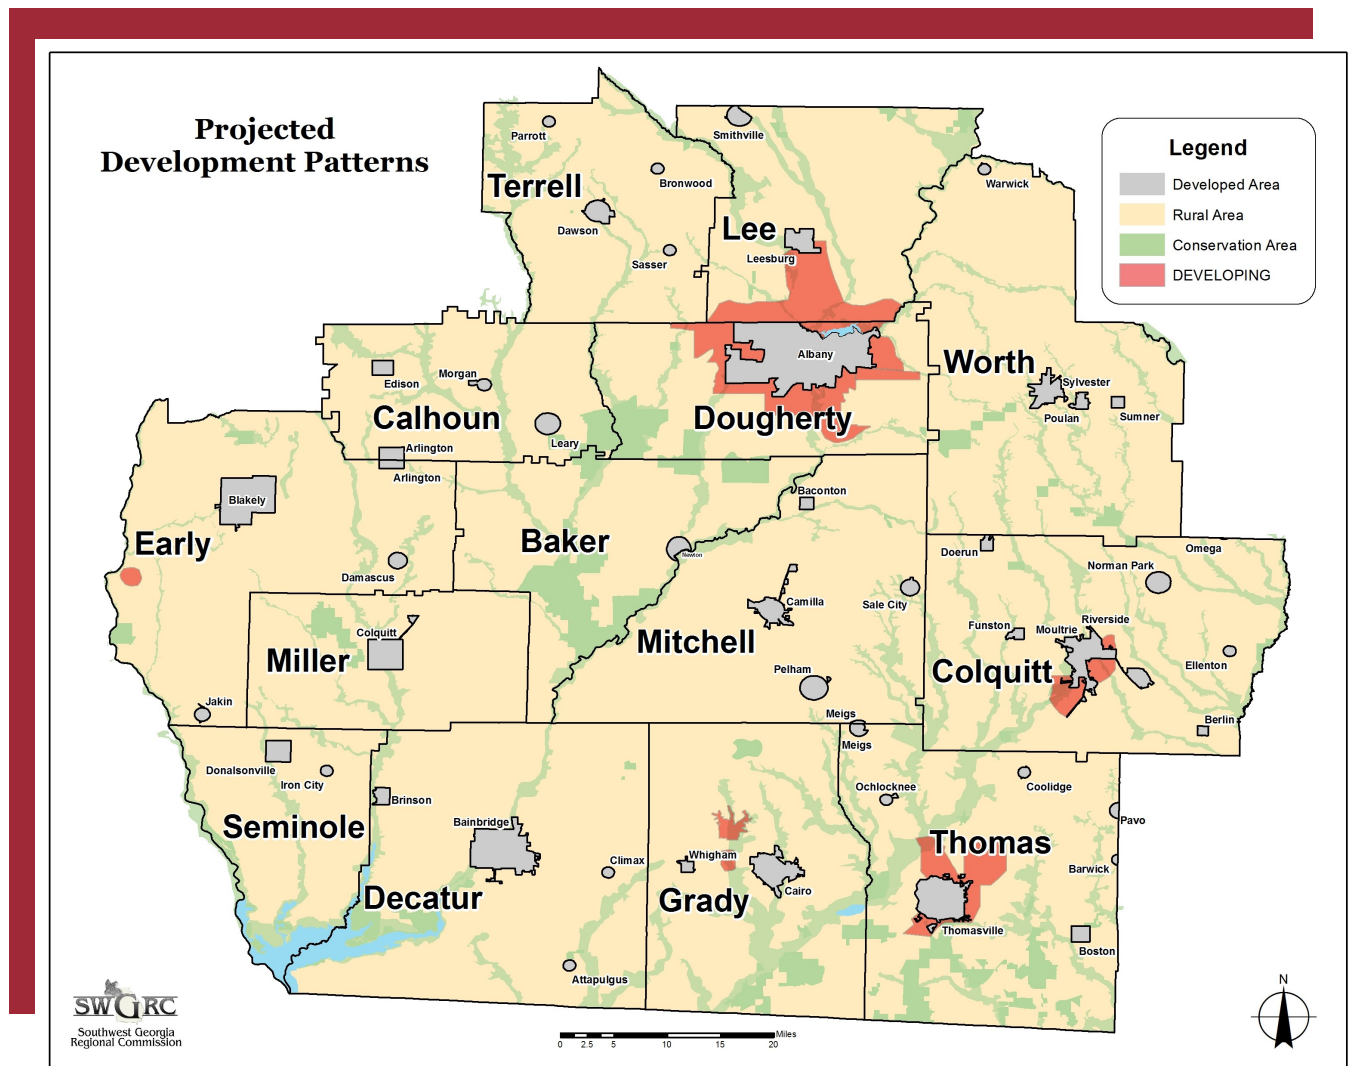 Projected
Development Patterns
Legend
Developed Area
Rural Area
Conservation Area
DEVELOPING
Parrott
Smithville
Terrell
Bronwood
Warwick
Dawson
Lee
Sasser
Leesburg
Albany
Worth
Edison
Morgan
Sylvester
Calhoun
Dougherty
Poulan
Sumner
Leary
Arlington
Arlington
Blakely
Baconton
Early
Baker
Newton
Doerun
Omega
Norman Park
Damascus
Camilla
Sale City
Colquitt
Mitchell
Funston
Moultrie
Riverside
Miller
Colquitt
Ellenton
Pelham
Jakin
Meigs
Meigs
Berlin
Donalsonville
Iron City
Ochlocknee
Coolidge
Brinson
Seminole
Bainbridge
Pavo
Thomas
Climax
Whigham
Barwick
Decatur
Grady
Cairo
Thomasville
Boston
Attapulgus
SWGRC
Southwest Georgia
Regional Commission
Miles
0 2.5 5 10 15 20
N